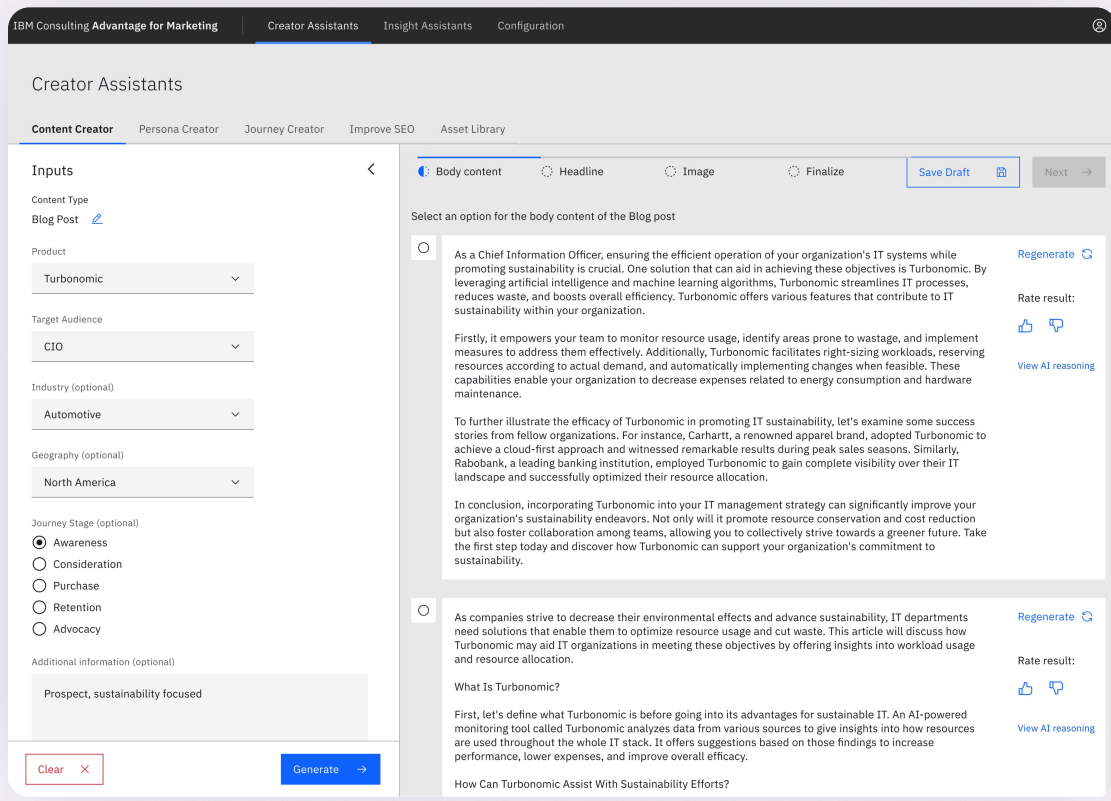 IBM Consulting Advantage for Marketing
Creator Assistants
Insight Assistants
Configuration
Creator Assistants
Content Creator
Persona Creator
Journey Creator
Improve SEO
Asset Library
Inputs
Content Type
Blog Post
Product
Turbonomic
Target Audience
CIO
Industry (optional)
Automotive
Geography (optional)
North America
Journey Stage (optional)
Awareness
Consideration
Purchase
Retention
Advocacy
Additional information (optional)
Prospect, sustainability focused
Clear
Generate
Body content
Headline
Image
Finalize
Save Draft
Next
Select an option for the body content of the Blog post
As a Chief Information Officer, ensuring the efficient operation of your organization's IT systems while
promoting sustainability is crucial. One solution that can aid in achieving these objectives is Turbonomic. By
leveraging artificial intelligence and machine learning algorithms, Turbonomic streamlines IT processes,
reduces waste, and boosts overall efficiency. Turbonomic offers various features that contribute to IT
sustainability within your organization.
Firstly, it empowers your team to monitor resource usage, identify areas prone to wastage, and implement
measures to address them effectively. Additionally, Turbonomic facilitates right-sizing workloads, reserving
resources according to actual demand, and automatically implementing changes when feasible. These
capabilities enable your organization to decrease expenses related to energy consumption and hardware
maintenance.
To further illustrate the efficacy of Turbonomic in promoting IT sustainability, let's examine some success
stories from fellow organizations. For instance, Carhartt, a renowned apparel brand, adopted Turbonomic to
achieve a cloud-first approach and witnessed remarkable results during peak sales seasons. Similarly,
Rabobank, a leading banking institution, employed Turbonomic to gain complete visibility over their IT
landscape and successfully optimized their resource allocation.
In conclusion, incorporating Turbonomic into your IT management strategy can significantly improve your
organization's sustainability endeavors. Not only will it promote resource conservation and cost reduction
but also foster collaboration among teams, allowing you to collectively strive towards a greener future. Take
the first step today and discover how Turbonomic can support your organization's commitment to
sustainability.
Regenerate
Rate result:
View AI reasoning
As companies strive to decrease their environmental effects and advance sustainability, IT departments
need solutions that enable them to optimize resource usage and cut waste. This article will discuss how
Turbonomic may aid IT organizations in meeting these objectives by offering insights into workload usage
and resource allocation.
What Is Turbonomic?
First, let's define what Turbonomic is before going into its advantages for sustainable IT. An AI-powered
monitoring tool called Turbonomic analyzes data from various sources to give insights into how resources
are used throughout the whole IT stack. It offers suggestions based on those findings to increase
performance, lower expenses, and improve overall efficacy.
How Can Turbonomic Assist With Sustainability Efforts?
Regenerate
Rate result:
View AI reasoning